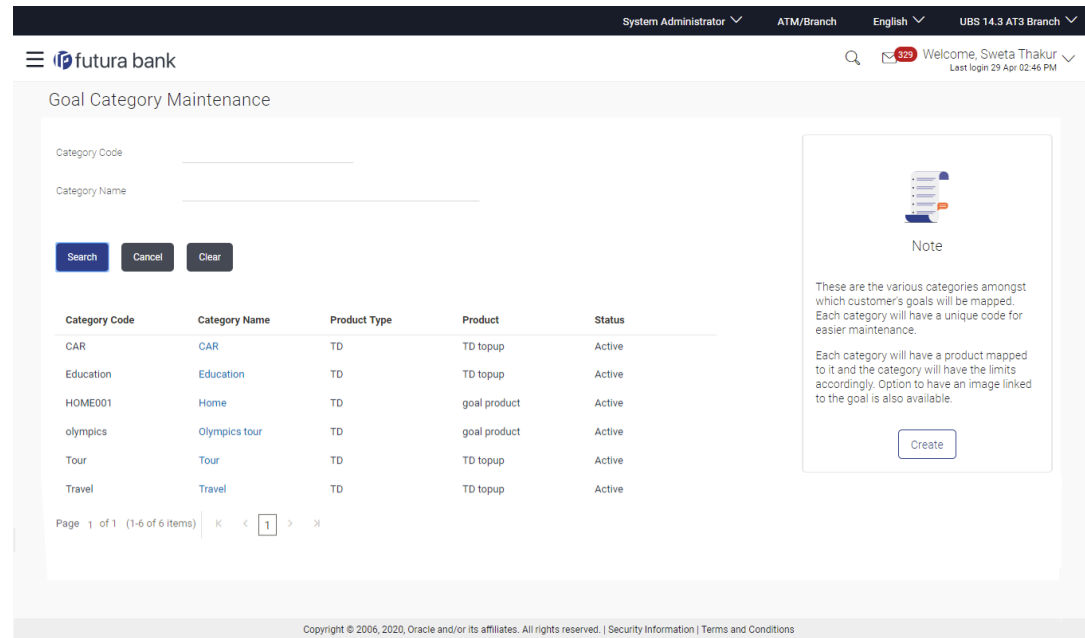 System Administrator ATM/Branch English UBS 14.3 AT3 Branch
futura bank
329 Welcome, Sweta Thakur
Last login 29 Apr 02:46 PM
Goal Category Maintenance
Category Code
Category Name
Search Cancel Clear
Category Code Category Name Product Type Product Status
CAR CAR TD TD topup Active
Education Education TD TD topup Active
HOME001 Home TD goal product Active
olympics Olympics tour TD goal product Active
Tour Tour TD TD topup Active
Travel Travel TD TD topup Active
Page 1 of 1 (1-6 of 6 items) 1
Note
These are the various categories amongst
which customer's goals will be mapped.
Each category will have a unique code for
easier maintenance.
Each category will have a product mapped
to it and the category will have the limits
accordingly. Option to have an image linked
to the goal is also available.
Create
Copyright © 2006, 2020, Oracle and/or its affiliates. All rights reserved. | Security Information | Terms and Conditions